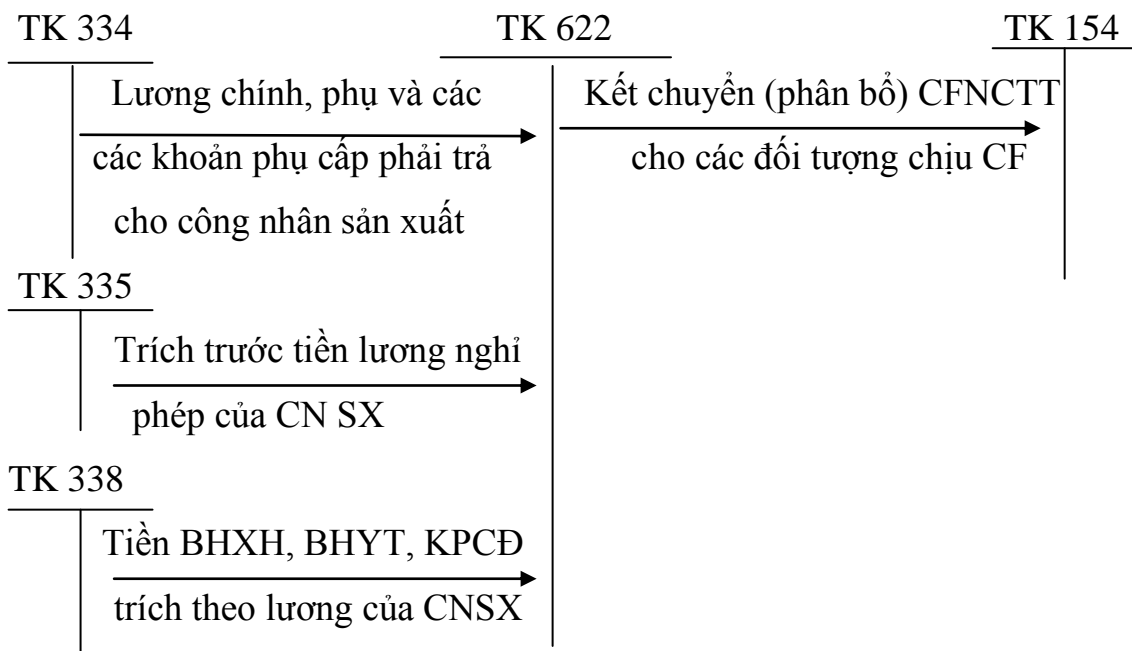 TK 334 TK 622 TK 154
Lương chính, phụ và các Kết chuyển (phân bổ) CFNCTT
các khoản phụ cấp phải trả cho các đối tượng chịu CF
cho công nhân sản xuất
TK 335
Trích trước tiền lương nghỉ
phép của CN SX
TK 338
Tiền BHXH, BHYT, KPCĐ
trích theo lương của CNSX